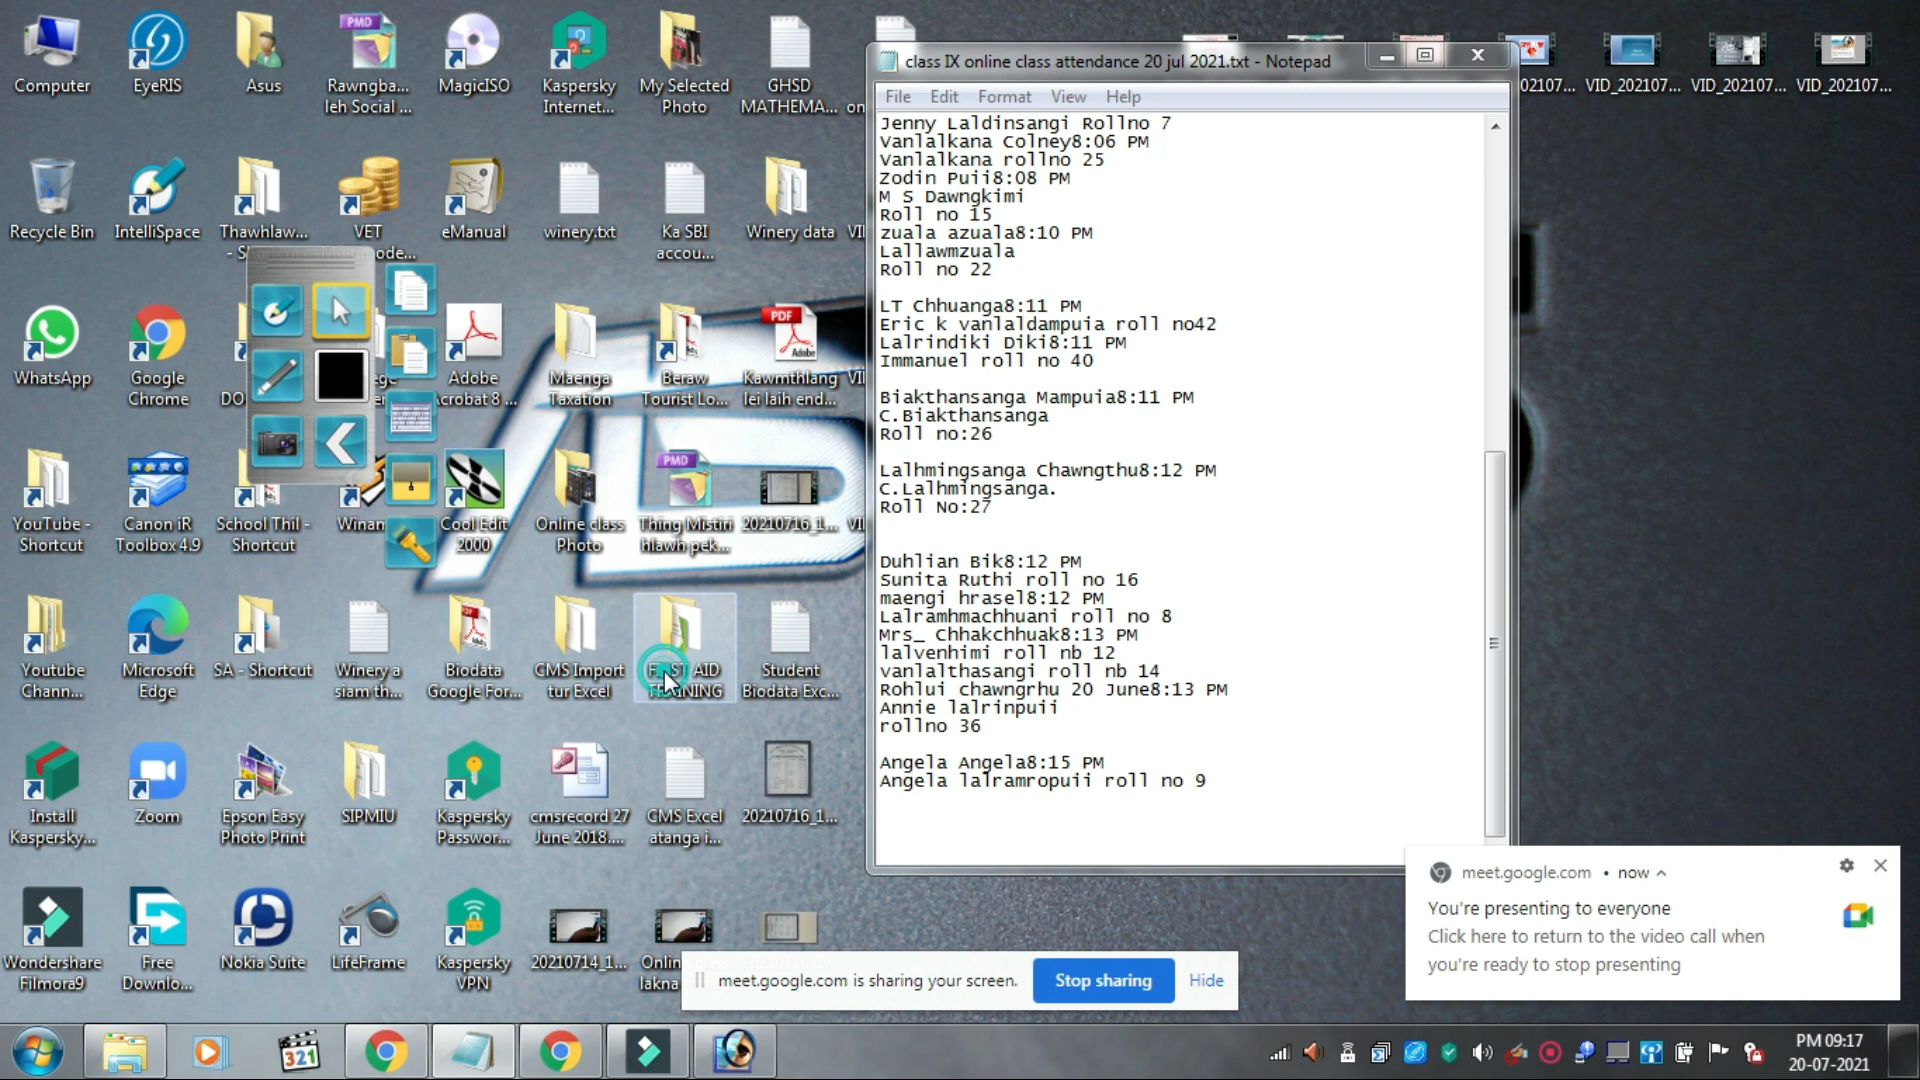 Computer
EyeRIS
Asus
Rawngba...
leh Social ...
MagicISO
Kaspersky
Internet...
My Selected
Photo
GHSD
MATHEMA...
on
class IX online class attendance 20 jul 2021.txt - Notepad
02107...
VID_202107...
VID_202107...
VID_202107...
File Edit Format View Help
Jenny Laldinsangi Rollno 7
Vanlalkana Colney8:06 PM
Vanlalkana rollno 25
Zodin Puii8:08 PM
M S Dawngkimi
Roll no 15
zuala azuala8:10 PM
Lallawmzuala
Roll no 22
LT Chhuanga8:11 PM
Eric k vanlaldampuia roll no42
Lalrindiki Diki8:11 PM
Immanuel roll no 40
Biakthansanga Mampuia8:11 PM
C.Biakthansanga
Roll no:26
Lalhmingsanga Chawngthu8:12 PM
C.Lalhmingsanga.
Roll No:27
Duhlian Bik8:12 PM
Sunita Ruthi roll no 16
maengi hrasel8:12 PM
Lalramhmachhuani roll no 8
Mrs_ Chhakchhuak8:13 PM
lalvenhimi roll nb 12
vanlalthasangi roll nb 14
Rohlui chawngrhu 20 June8:13 PM
Annie lalrinpuii
rollno 36
Angela Angela8:15 PM
Angela lalramropuii roll no 9
Recycle Bin
IntelliSpace
Thawhlaw...
VET
eManual
winery.txt
Ka SBI
accou...
Winery data
WhatsApp
Google
Chrome
DO
Adobe
Acrobat 8 ...
Maenga
Taxation
Beraw
Tourist Lo...
PDF
Adobe
Kawmthlang
lei laih end...
YouTube -
Shortcut
Canon iR
Toolbox 4.9
School Thil -
Shortcut
Winam
Cool Edit
2000
Online class
Photo
PMD
Thing Mistiri
hlawh pek...
20210716_1...
Youtube
Chann...
Microsoft
Edge
SA - Shortcut
Winery a
siam th...
Biodata
Google For...
CMS Import
tur Excel
FIRST AID
TRAINING
Student
Biodata Exc...
Install
Kaspersky...
Zoom
Epson Easy
Photo Print
SIPMIU
Kaspersky
Passwor...
cmsrecord 27
June 2018....
CMS Excel
atanga i...
20210716_1...
Wondershare
Filmora9
Free
Downlo...
Nokia Suite
LifeFrame
Kaspersky
VPN
20210714_1...
Onlin
lakna
meet.google.com is sharing your screen.
Stop sharing
Hide
meet.google.com • now
You're presenting to everyone
Click here to return to the video call when
you're ready to stop presenting
321
PM 09:17
20-07-2021